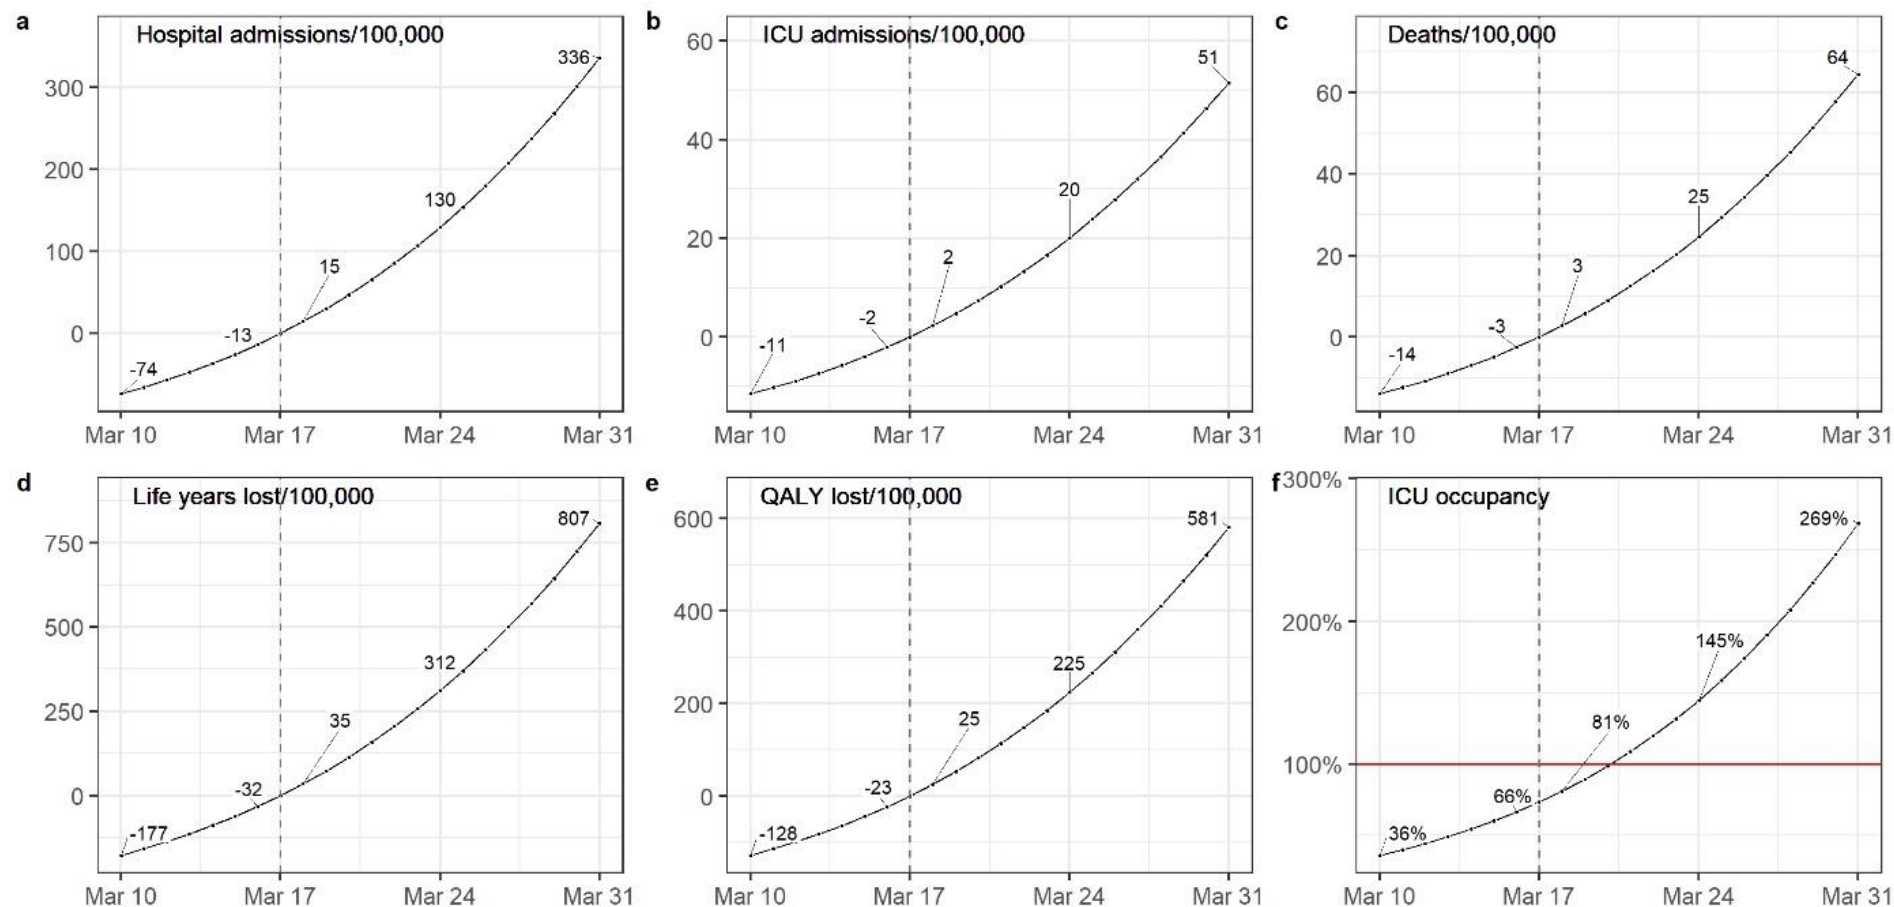 a
Hospital admissions/100,000
300
200
100
0
336
130
15
-13
-74
Mar 10 Mar 17 Mar 24 Mar 31
b
ICU admissions/100,000
60
40
20
0
51
20
2
-2
-11
Mar 10 Mar 17 Mar 24 Mar 31
c
Deaths/100,000
60
40
20
0
64
25
3
-3
-14
Mar 10 Mar 17 Mar 24 Mar 31
d
Life years lost/100,000
750
500
250
0
807
312
35
-32
-177
Mar 10 Mar 17 Mar 24 Mar 31
e
QALY lost/100,000
600
400
200
0
581
225
25
-23
-128
Mar 10 Mar 17 Mar 24 Mar 31
f
ICU occupancy
300%
200%
100%
269%
145%
81%
66%
36%
Mar 10 Mar 17 Mar 24 Mar 31